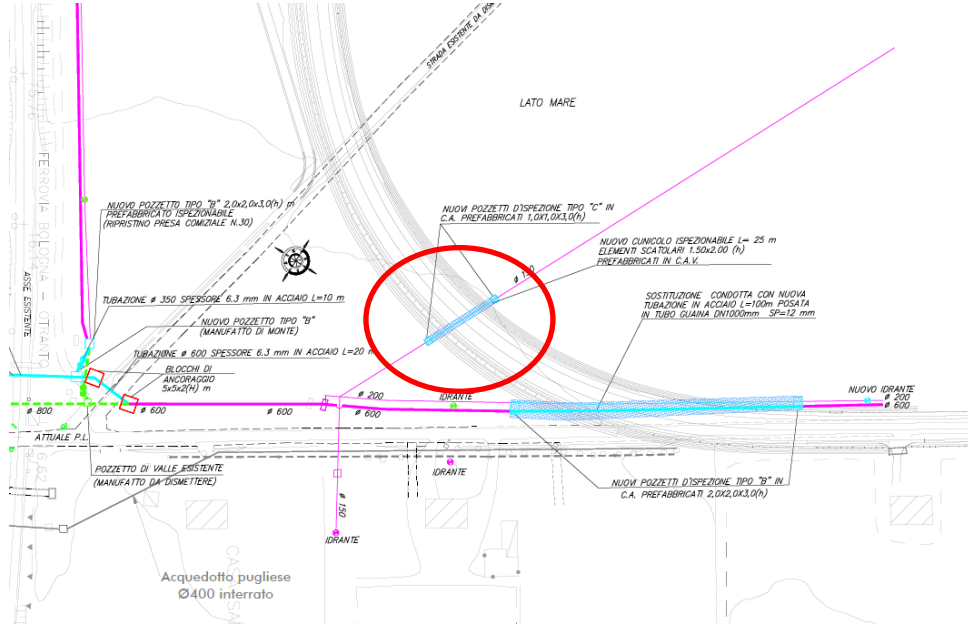 STRADA ESISTENTE DA
LATO MARE
FERROVIA BOLOGNA - OTRANTO
ASSE ESISTENTE
NUOVO POZZETTO TIPO "B" 2,0x2,0x3,0(h) m
PREFABBRICATO ISPEZIONABILE
(RIPRISTINO PRESA COMIZIALE N.30)
NUOVI POZZETTI D'ISPEZIONE TIPO "C" IN
C.A. PREFABBRICATI 1,0X1,0X3,0(h)
NUOVO CUNICOLO ISPEZIONABILE L= 25 m
ELEMENTI SCATOLARI 1.50x2.00 (h)
PREFABBRICATI IN C.A.V.
TUBAZIONE ø 350 SPESSORE 6.3 mm IN ACCIAIO L=10 m
SOSTITUZIONE CONDOTTA CON NUOVA
TUBAZIONE IN ACCIAIO L=100m POSATA
IN TUBO GUAINA DN1000mm SP=12 mm
NUOVO POZZETTO TIPO "B"
(MANUFATTO DI MONTE)
TUBAZIONE ø 600 SPESSORE 6.3 mm IN ACCIAIO L=20 m
BLOCCHI DI
ANCORAGGIO
5x5x2(H) m
NUOVO IDRANTE
ø 200
ø 600
ø 200
IDRANTE
ø 800
ø 600
ø 600
ø 600
ATTUALE P.L.
POZZETTO DI VALLE ESISTENTE
(MANUFATTO DA DISMETTERE)
IDRANTE
NUOVI POZZETTI D'ISPEZIONE TIPO "B" IN
C.A. PREFABBRICATI 2,0X2,0X3,0(h)
ø 150
IDRANTE
Acquedotto pugliese
Ø400 interrato